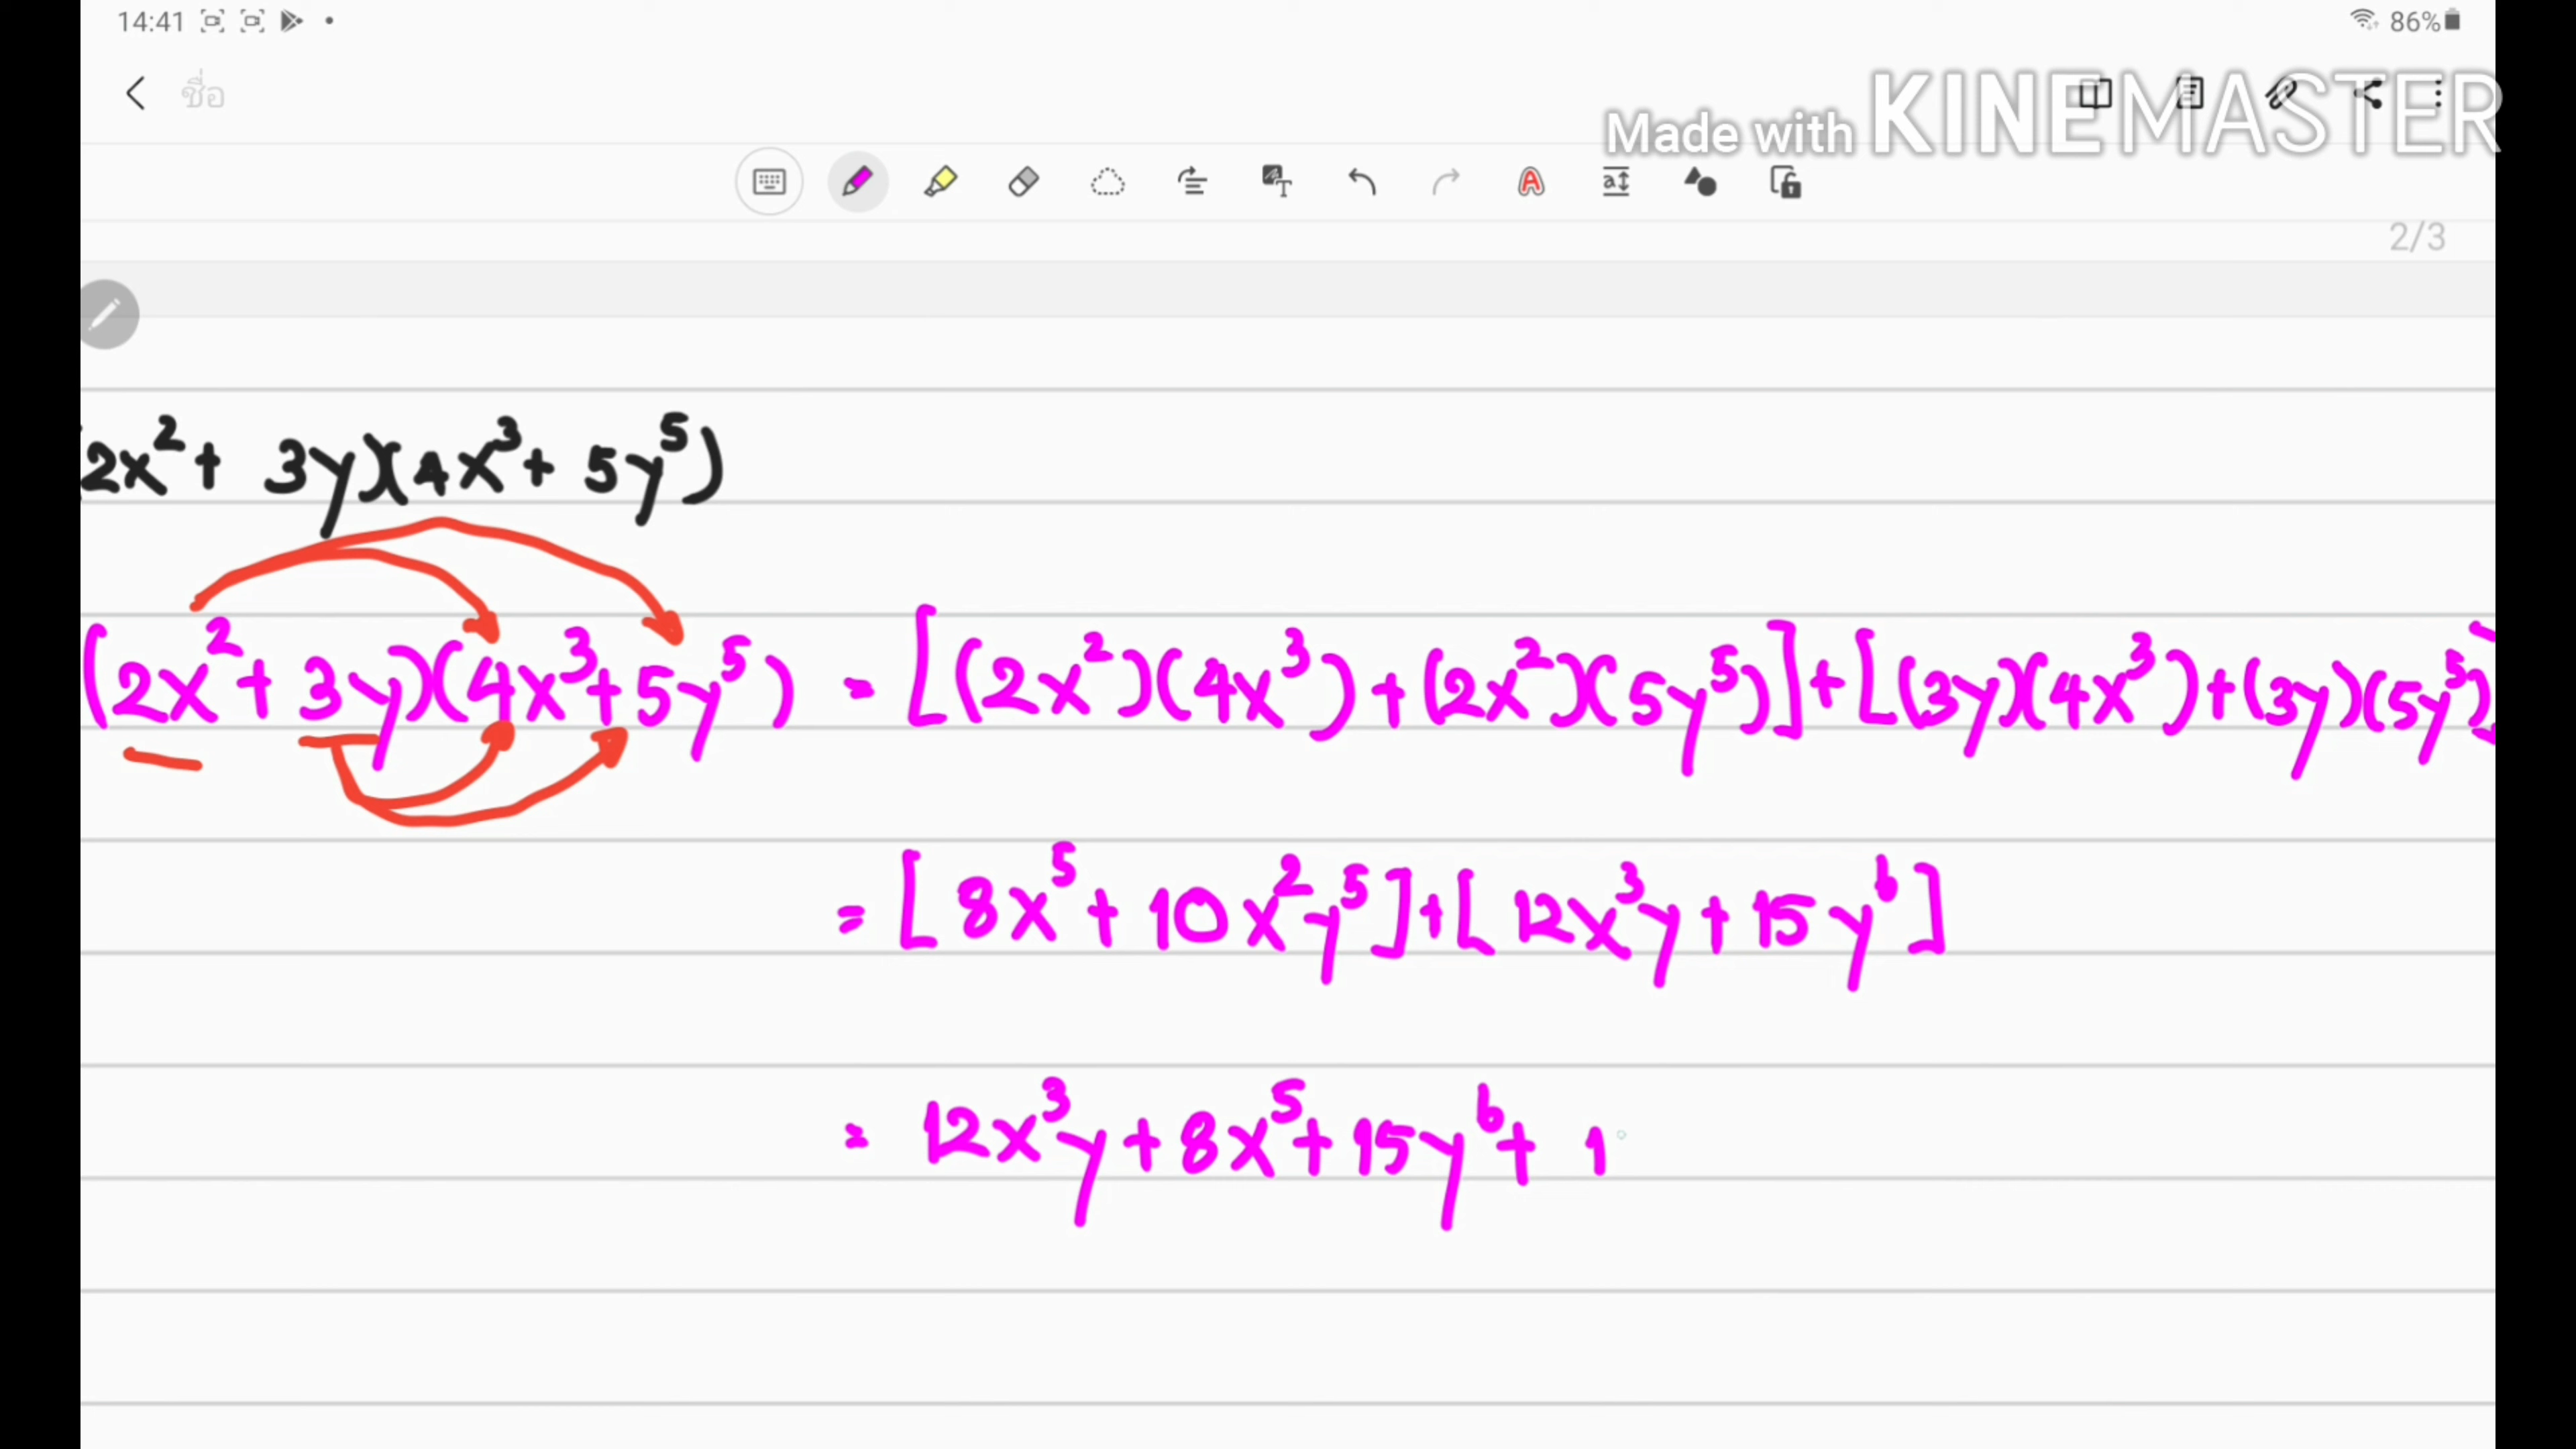 14:41 86%
ชื่อ
Made with KINEMASTER
2/3
2x² + 3y)(4x³ + 5y⁵)
(2x² + 3y)(4x³ + 5y⁵) = [(2x²)(4x³) + (2x²)(5y⁵)] + [(3y)(4x³) + (3y)(5y⁵)]
= [8x⁵ + 10x²y⁵] + [12x³y + 15y⁶]
= 12x³y + 8x⁵ + 15y⁶ + 1